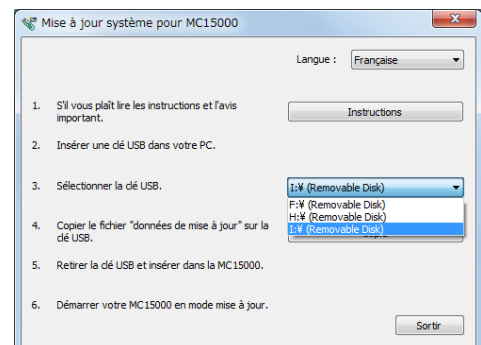 Mise à jour système pour MC15000
Langue :
Française
1. S'il vous plaît lire les instructions et l'avis
important.
Instructions
2. Insérer une clé USB dans votre PC.
3. Sélectionner la clé USB.
I:¥ (Removable Disk)
F:¥ (Removable Disk)
H:¥ (Removable Disk)
I:¥ (Removable Disk)
4. Copier le fichier "données de mise à jour" sur la
clé USB.
5. Retirer la clé USB et insérer dans la MC15000.
6. Démarrer votre MC15000 en mode mise à jour.
Sortir